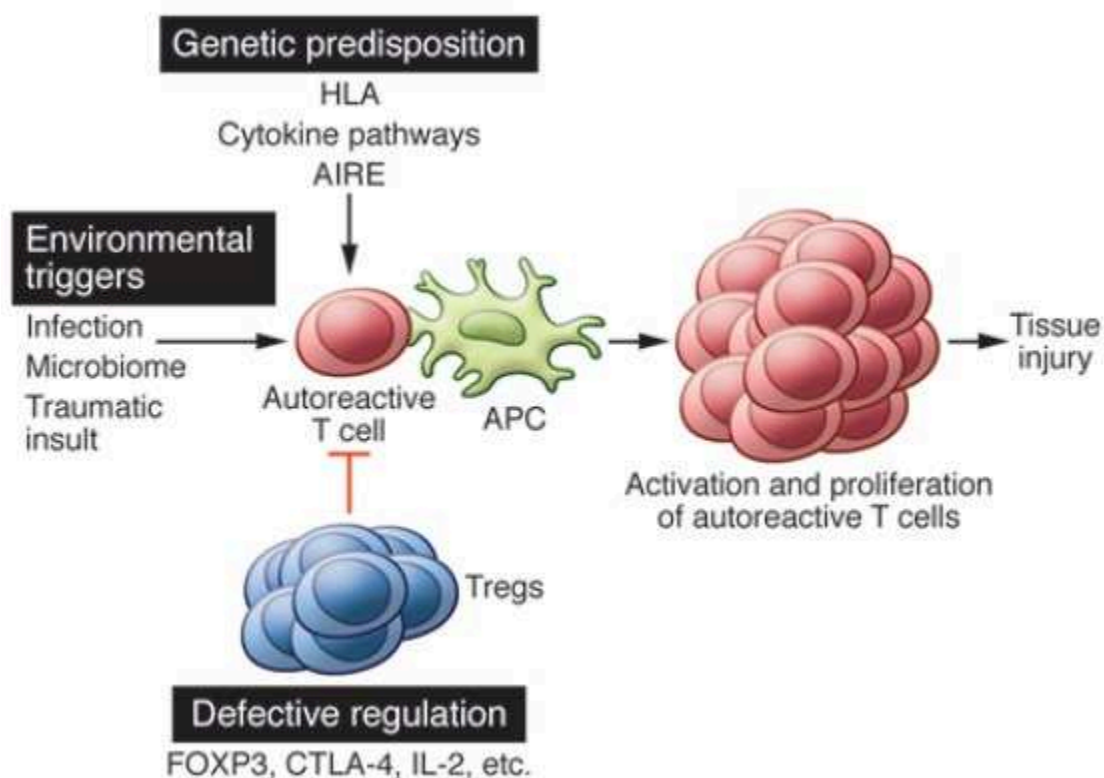 Genetic predisposition
HLA
Cytokine pathways
AIRE
Environmental
triggers
Infection
Microbiome
Traumatic
insult
Autoreactive
T cell
APC
Activation and proliferation
of autoreactive T cells
Tissue
injury
Tregs
Defective regulation
FOXP3, CTLA-4, IL-2, etc.